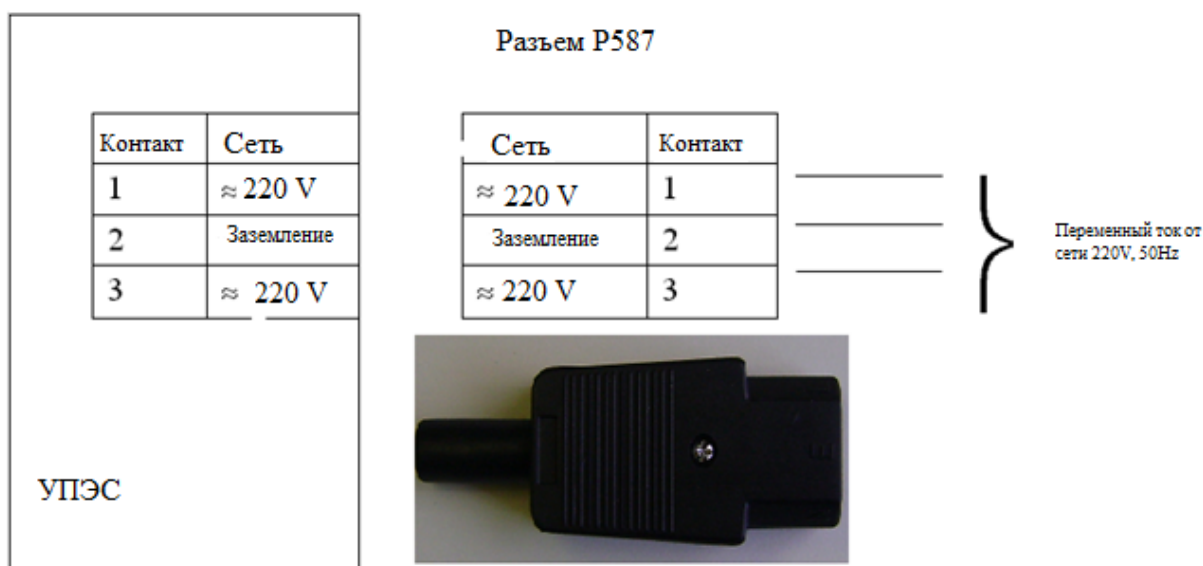 Разъем P587
Контакт Сеть
1 ≈ 220 V
2 Заземление
3 ≈ 220 V
Сеть Контакт
≈ 220 V 1
Заземление 2
≈ 220 V 3
Переменный ток от
сети 220V, 50Hz
УПЭС